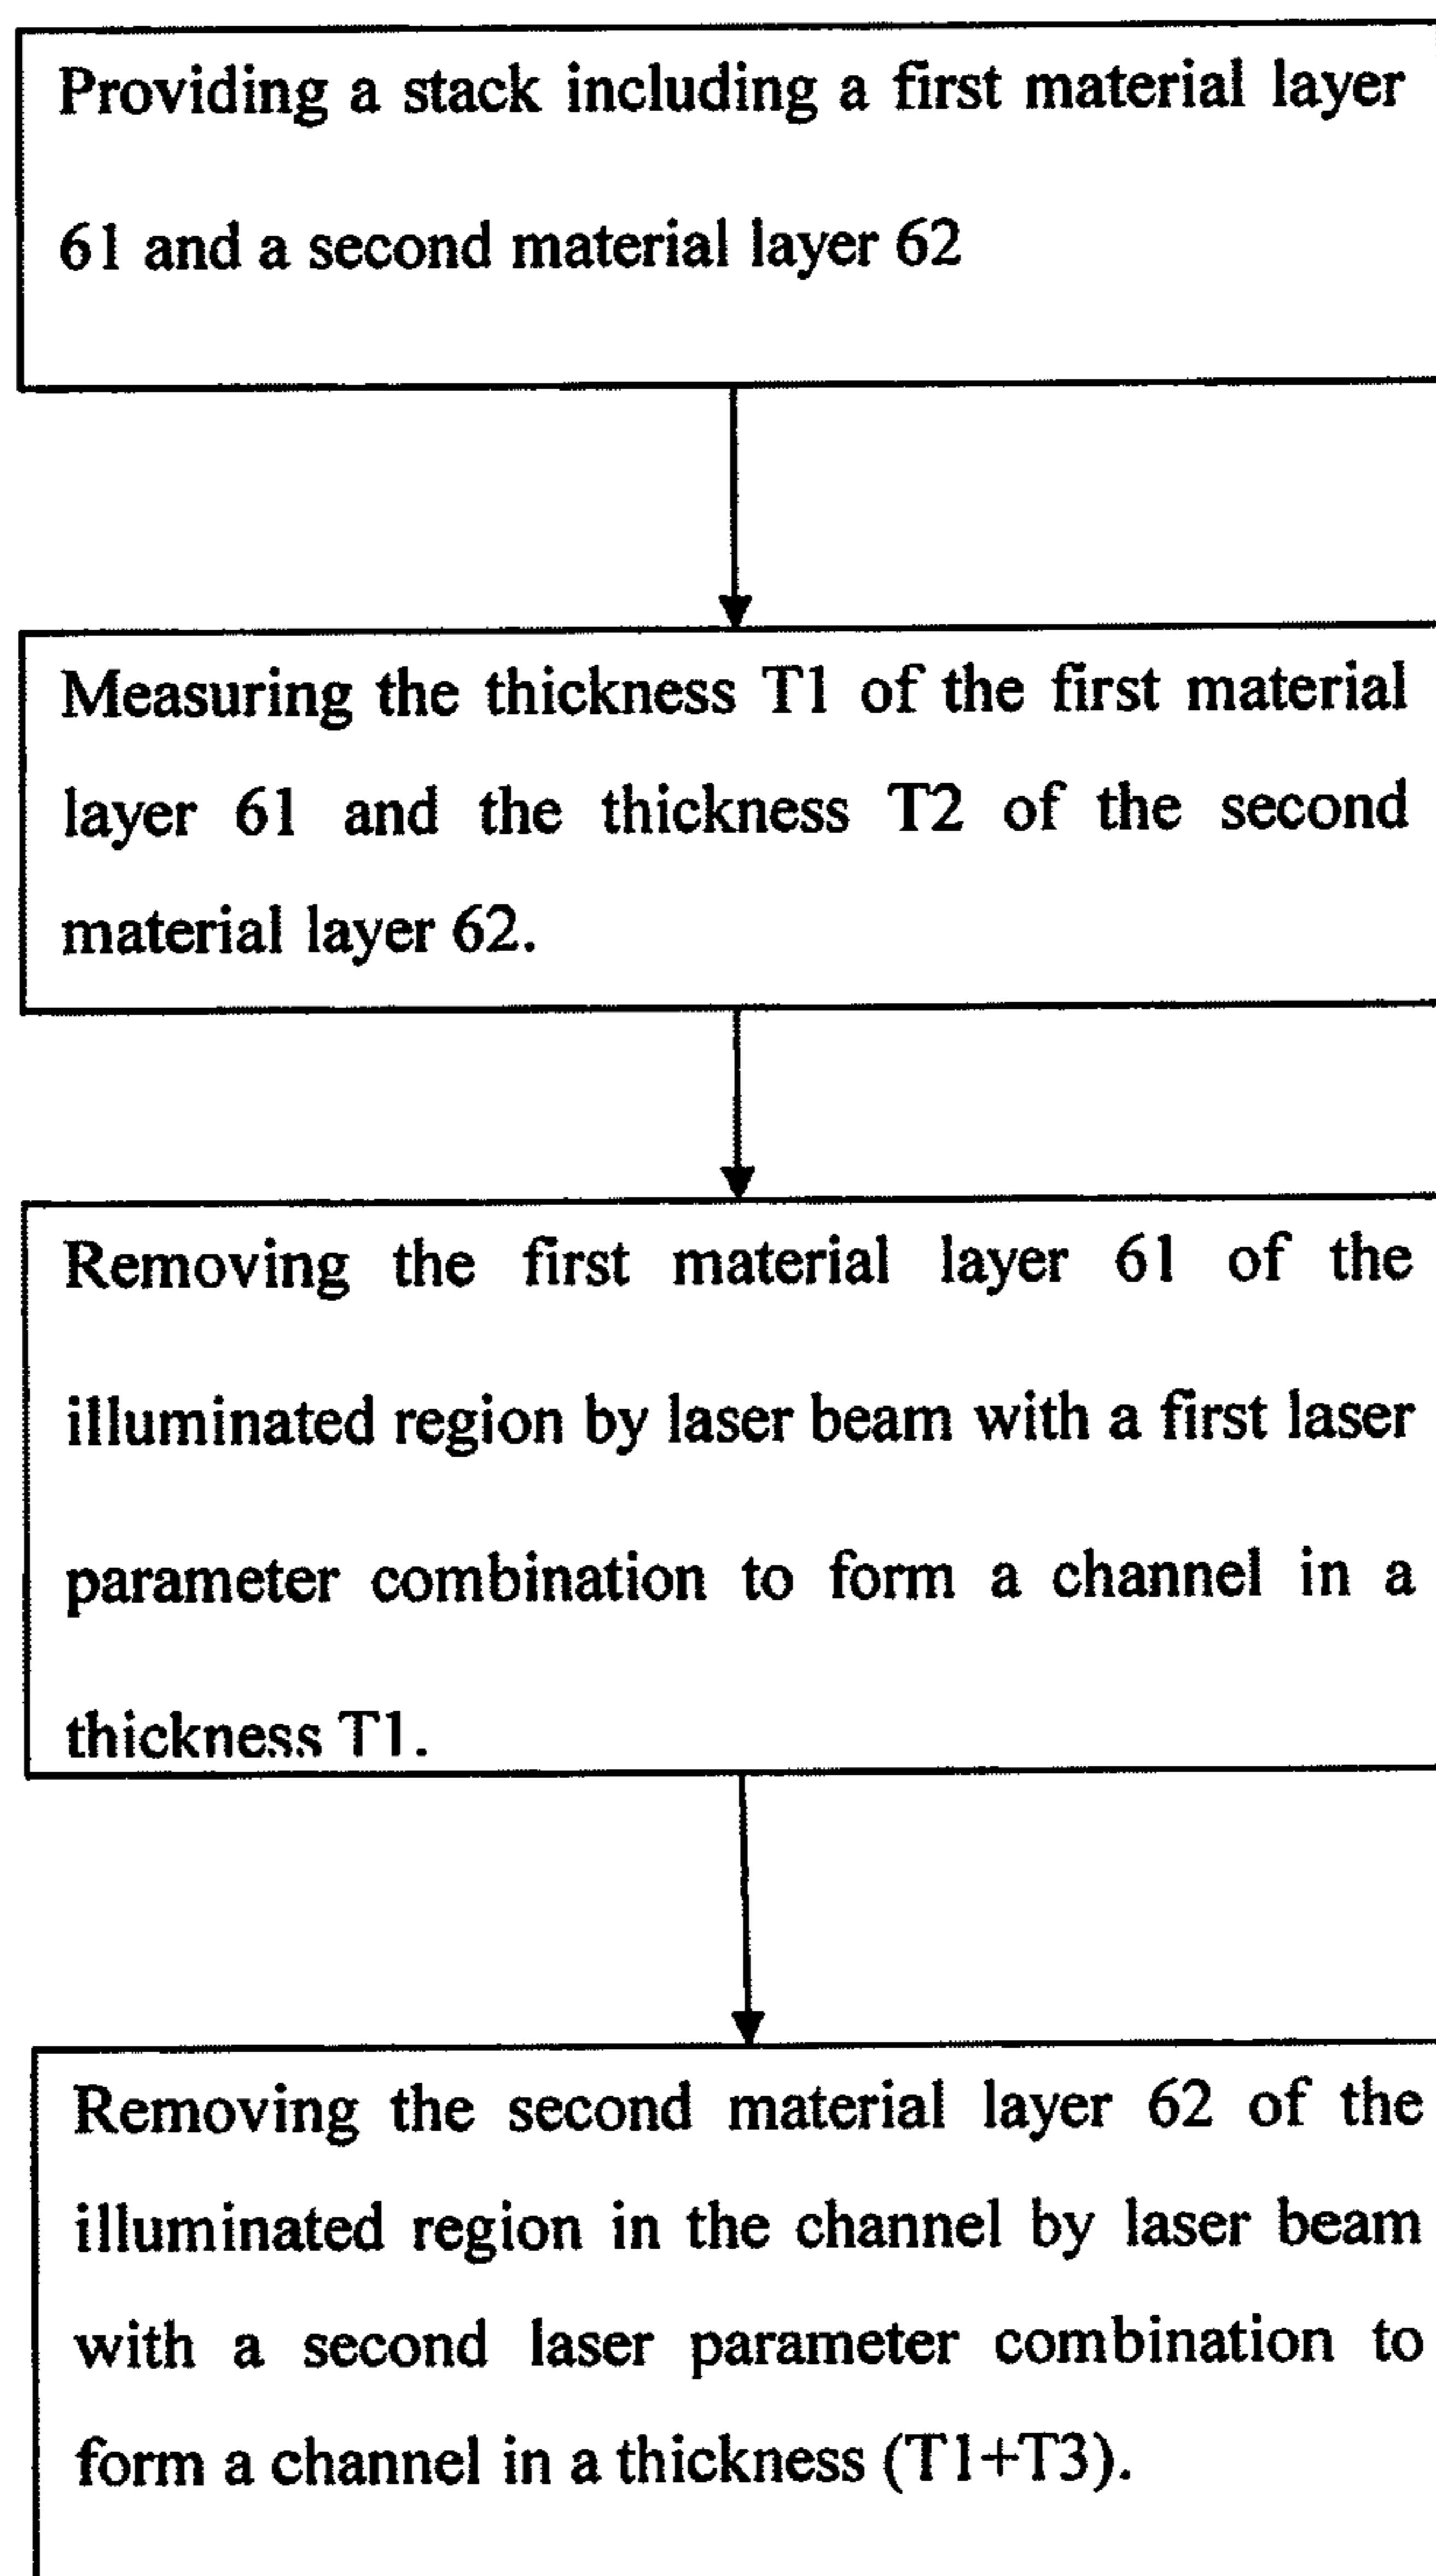 Providing a stack including a first material layer
61 and a second material layer 62
Measuring the thickness T1 of the first material
layer 61 and the thickness T2 of the second
material layer 62.
Removing the first material layer 61 of the
illuminated region by laser beam with a first laser
parameter combination to form a channel in a
thickness T1.
Removing the second material layer 62 of the
illuminated region in the channel by laser beam
with a second laser parameter combination to
form a channel in a thickness (T1+T3).